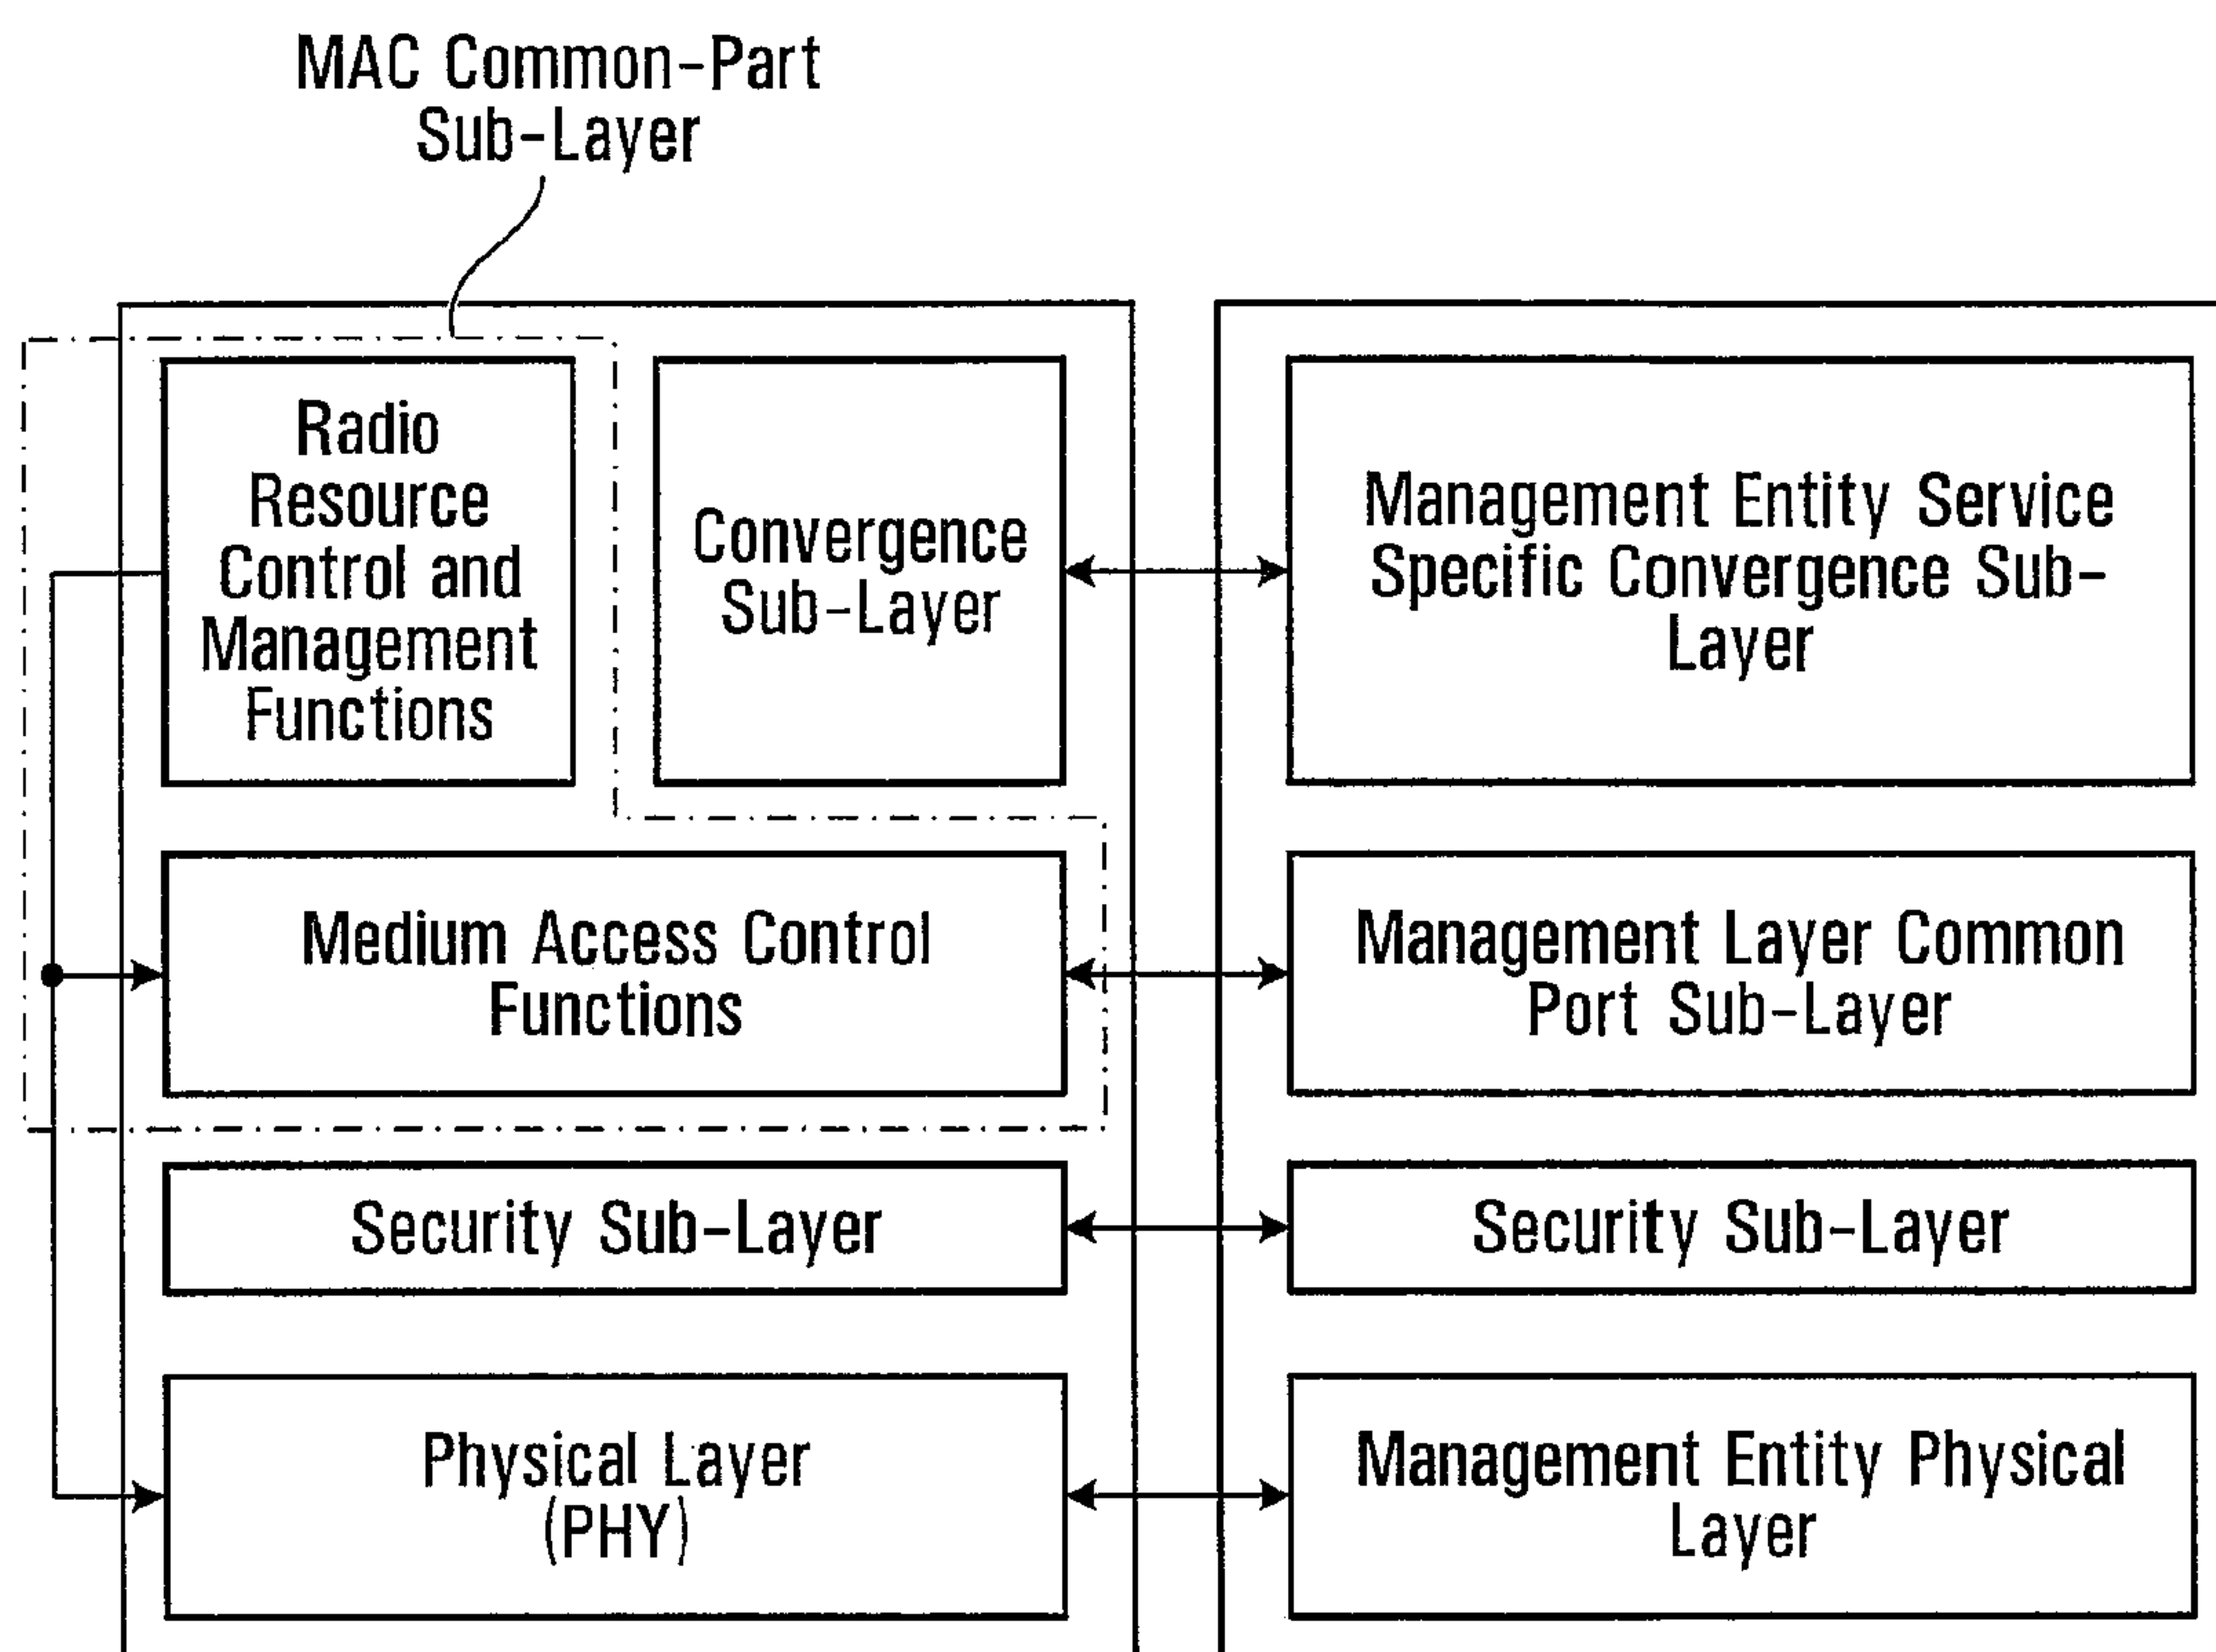 MAC Common-Part
Sub-Layer
Radio
Resource
Control and
Management
Functions
Convergence
Sub-Layer
Management Entity Service
Specific Convergence Sub-
Layer
Medium Access Control
Functions
Management Layer Common
Port Sub-Layer
Security Sub-Layer
Security Sub-Layer
Physical Layer
(PHY)
Management Entity Physical
Layer